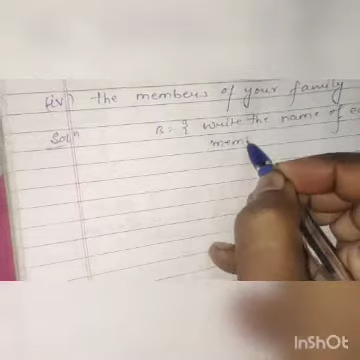 (iv) the members of your family
Solⁿ B = { write the name of
mem
InShOt